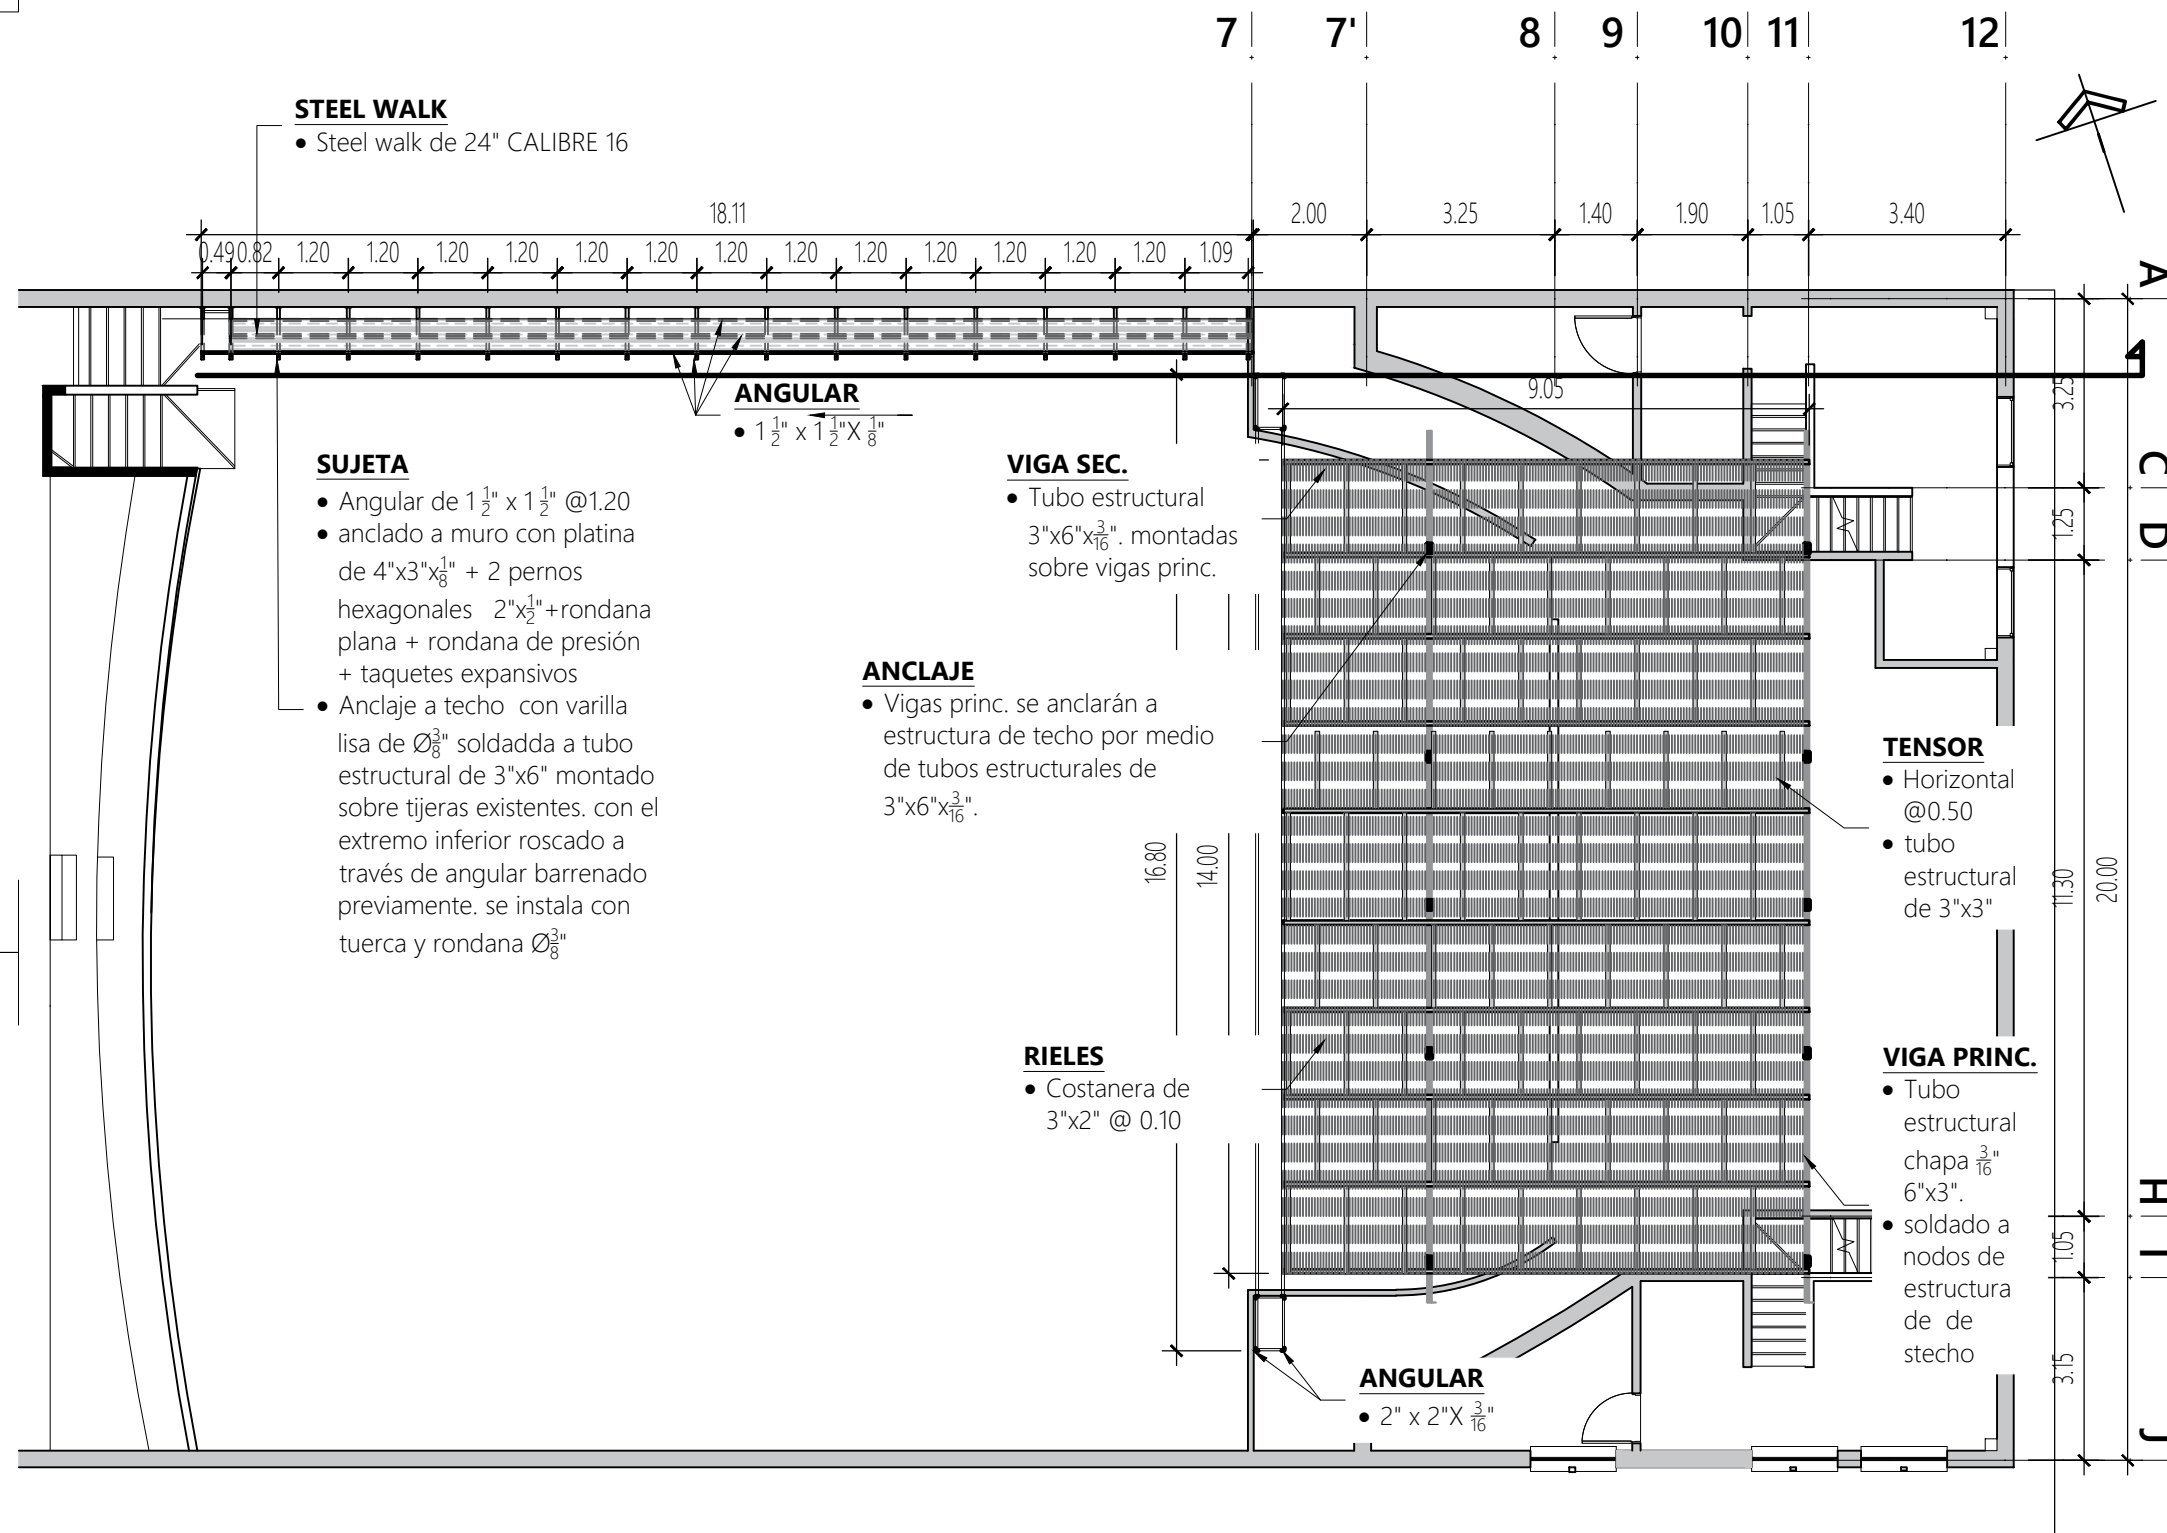 7 7' 8 9 10 11 12
STEEL WALK
• Steel walk de 24" CALIBRE 16
18.11 2.00 3.25 1.40 1.90 1.05 3.40
0.49 0.82 1.20 1.20 1.20 1.20 1.20 1.20 1.20 1.20 1.20 1.20 1.20 1.20 1.20 1.09
A
9.05
3.25
ANGULAR
• 1 1/2" x 1 1/2"X 1/8"
SUJETA
• Angular de 1 1/2" x 1 1/2" @1.20
• anclado a muro con platina
de 4"x3"x1/8" + 2 pernos
hexagonales 2"x1/2"+rondana
plana + rondana de presión
+ taquetes expansivos
• Anclaje a techo con varilla
lisa de Ø3/8" soldadda a tubo
estructural de 3"x6" montado
sobre tijeras existentes. con el
extremo inferior roscado a
través de angular barrenado
previamente. se instala con
tuerca y rondana Ø3/8"
VIGA SEC.
• Tubo estructural
3"x6"x3/16". montadas
sobre vigas princ.
C
1.25
D
ANCLAJE
• Vigas princ. se anclarán a
estructura de techo por medio
de tubos estructurales de
3"x6"x3/16".
TENSOR
• Horizontal
@0.50
• tubo
estructural
de 3"x3"
16.80
14.00
11.30
20.00
RIELES
• Costanera de
3"x2" @ 0.10
VIGA PRINC.
• Tubo
estructural
chapa 3/16"
6"x3".
• soldado a
nodos de
estructura
de de
stecho
H
1.05
I
3.15
ANGULAR
• 2" x 2"X 3/16"
J